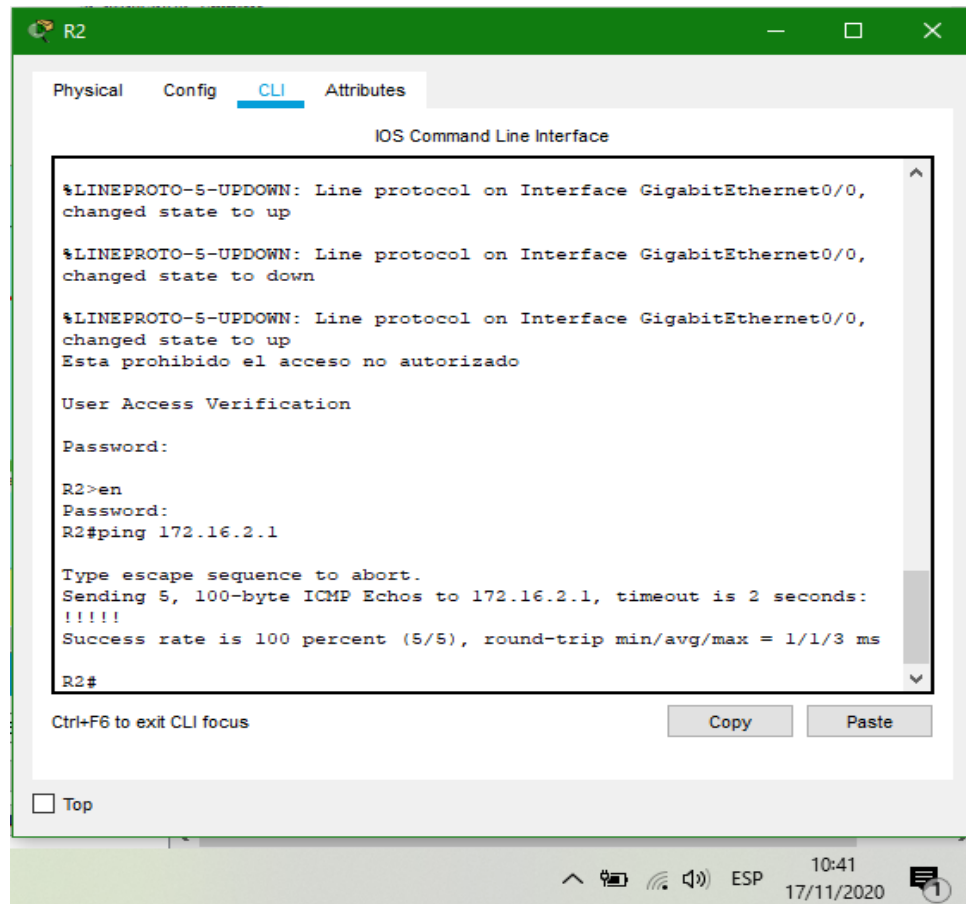 R2
Physical Config CLI Attributes
IOS Command Line Interface
%LINEPROTO-5-UPDOWN: Line protocol on Interface GigabitEthernet0/0,
changed state to up
%LINEPROTO-5-UPDOWN: Line protocol on Interface GigabitEthernet0/0,
changed state to down
%LINEPROTO-5-UPDOWN: Line protocol on Interface GigabitEthernet0/0,
changed state to up
Esta prohibido el acceso no autorizado
User Access Verification
Password:
R2>en
Password:
R2#ping 172.16.2.1
Type escape sequence to abort.
Sending 5, 100-byte ICMP Echos to 172.16.2.1, timeout is 2 seconds:
!!!!!
Success rate is 100 percent (5/5), round-trip min/avg/max = 1/1/3 ms
R2#
Ctrl+F6 to exit CLI focus
Copy Paste
Top
ESP
10:41
17/11/2020
1